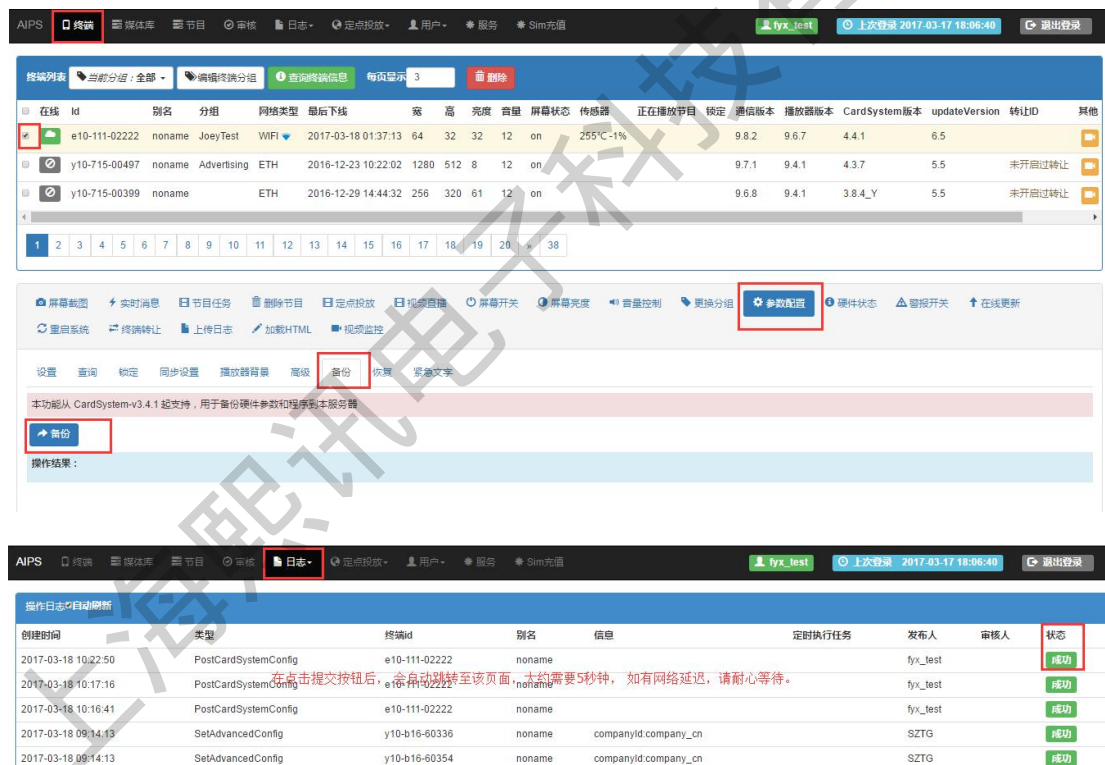 AIPS 终端 媒体库 节目 审核 日志 定点投放 用户 服务 Sim充值 fyx_test 上次登录 2017-03-17 18:06:40 退出登录
终端列表 当前分组:全部 编辑终端分组 查询终端信息 每页显示 3 删除
在线 Id 别名 分组 网络类型 最后下线 宽 高 亮度 音量 屏幕状态 传感器 正在播放节目 锁定 通信版本 播放器版本 CardSystem版本 updateVersion 转让ID 其他
e10-111-02222 noname JoeyTest WIFI 2017-03-18 01:37:13 64 32 32 12 on 255℃-1% 9.8.2 9.6.7 4.4.1 6.5
y10-715-00497 noname Advertising ETH 2016-12-23 10:22:02 1280 512 8 12 on 9.7.1 9.4.1 4.3.7 5.5 未开启过转让
y10-715-00399 noname ETH 2016-12-29 14:44:32 256 320 61 12 on 9.6.8 9.4.1 3.8.4_Y 5.5 未开启过转让
1 2 3 4 5 6 7 8 9 10 11 12 13 14 15 16 17 18 19 20 » 38
屏幕截图 实时消息 节目任务 删除节目 定点投放 视频直播 屏幕开关 屏幕亮度 音量控制 更换分组 参数配置 硬件状态 警报开关 在线更新
重启系统 终端转让 上传日志 加载HTML 视频监控
设置 查询 锁定 同步设置 播放器背景 高级 备份 恢复 紧急文字
本功能从 CardSystem-v3.4.1 起支持,用于备份硬件参数和程序到本服务器
备份
操作结果:
AIPS 终端 媒体库 节目 审核 日志 定点投放 用户 服务 Sim充值 fyx_test 上次登录 2017-03-17 18:06:40 退出登录
操作日志 自动刷新
创建时间 类型 终端id 别名 信息 定时执行任务 发布人 审核人 状态
2017-03-18 10:22:50 PostCardSystemConfig e10-111-02222 noname fyx_test 成功
在点击提交按钮后,会自动跳转至该页面,大约需要5秒钟, 如有网络延迟,请耐心等待。
2017-03-18 10:17:16 PostCardSystemConfig e10-111-02222 noname fyx_test 成功
2017-03-18 10:16:41 PostCardSystemConfig e10-111-02222 noname fyx_test 成功
2017-03-18 09:14:13 SetAdvancedConfig y10-b16-60336 noname companyId:company_cn SZTG 成功
2017-03-18 09:14:13 SetAdvancedConfig y10-b16-60354 noname companyId:company_cn SZTG 成功
上海熙讯电子科技